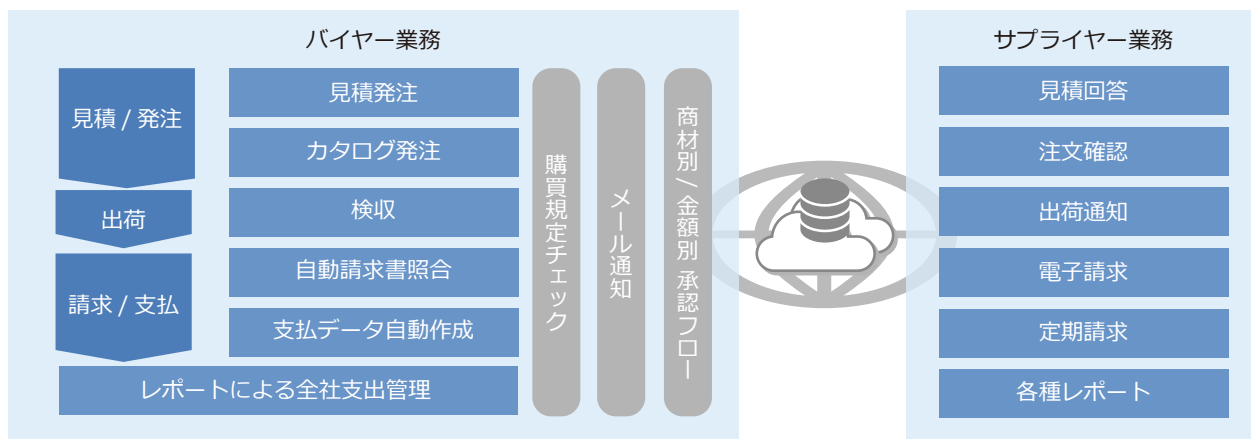 バイヤー業務
見積 / 発注
出荷
請求 / 支払
見積発注
カタログ発注
検収
自動請求書照合
支払データ自動作成
レポートによる全社支出管理
購買規定チェック
メール通知
商材別 / 金額別 承認フロー
サプライヤー業務
見積回答
注文確認
出荷通知
電子請求
定期請求
各種レポート